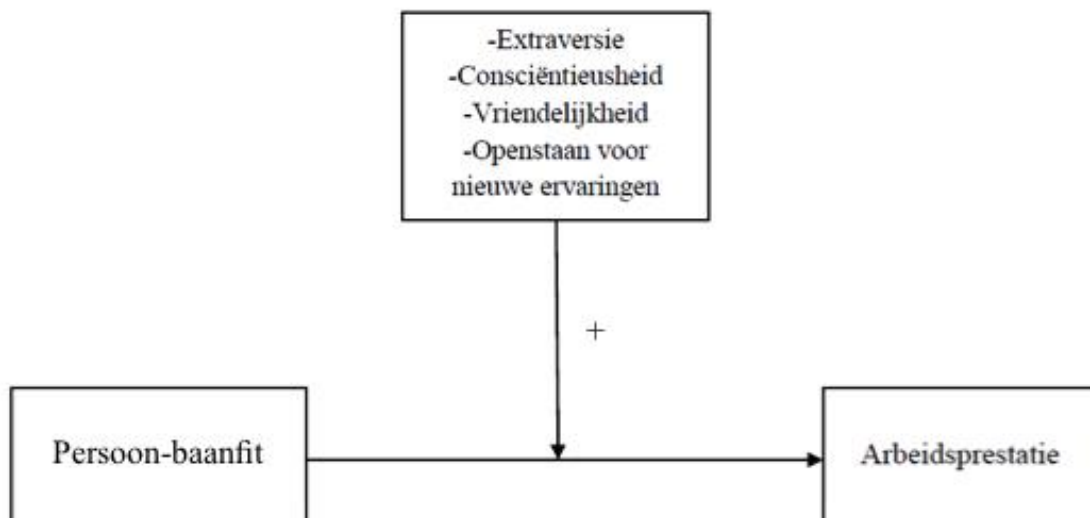 -Extraversie
-Consciëntieusheid
-Vriendelijkheid
-Openstaan voor
nieuwe ervaringen
+
Persoon-baanfit
Arbeidsprestatie